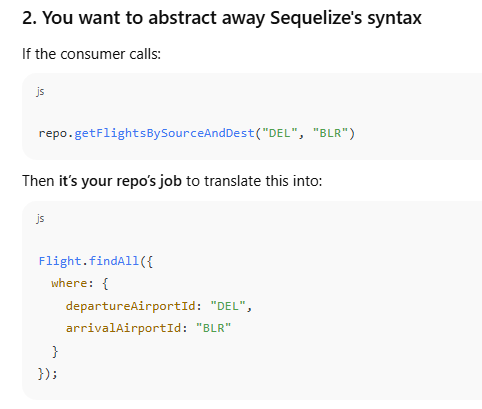 2. You want to abstract away Sequelize's syntax
If the consumer calls:
js
repo.getFlightsBySourceAndDest("DEL", "BLR")
Then it’s your repo’s job to translate this into:
js
Flight.findAll({
  where: {
    departureAirportId: "DEL",
    arrivalAirportId: "BLR"
  }
});